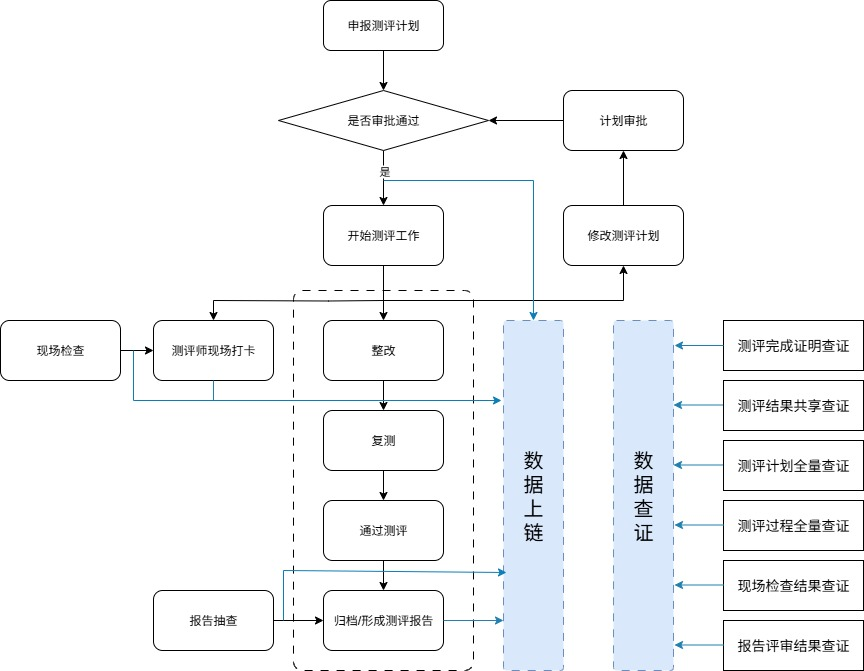 申报测评计划
是否审批通过
计划审批
是
开始测评工作
修改测评计划
现场检查
测评师现场打卡
整改
复测
通过测评
报告抽查
归档/形成测评报告
数据上链
数据查证
测评完成证明查证
测评结果共享查证
测评计划全量查证
测评过程全量查证
现场检查结果查证
报告评审结果查证